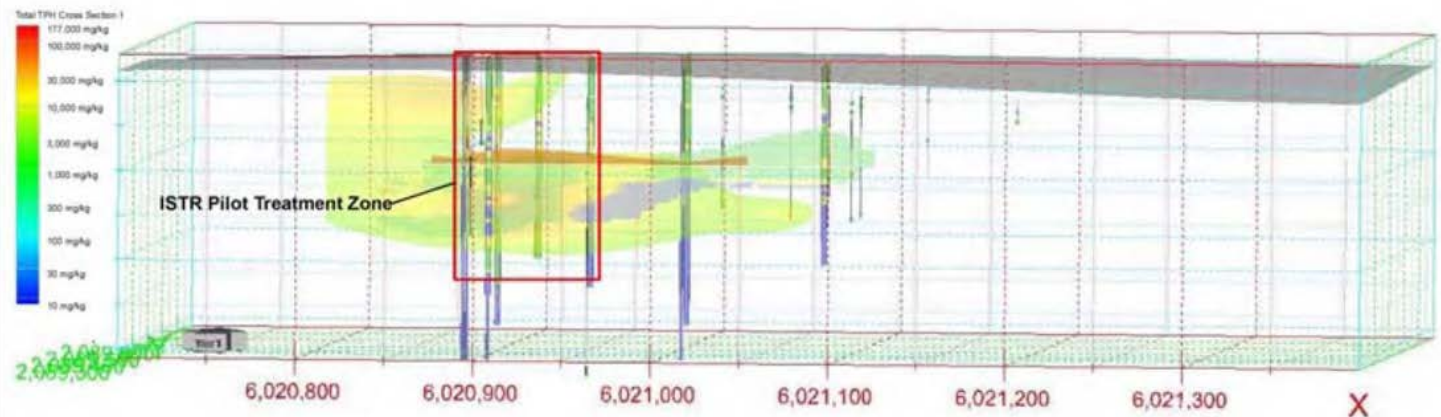 Total TPH Cross Section 1
177,000 mg/kg
100,000 mg/kg
30,000 mg/kg
10,000 mg/kg
3,000 mg/kg
1,000 mg/kg
300 mg/kg
100 mg/kg
30 mg/kg
10 mg/kg
ISTR Pilot Treatment Zone
6,020,800
6,020,900
6,021,000
6,021,100
6,021,200
6,021,300
X